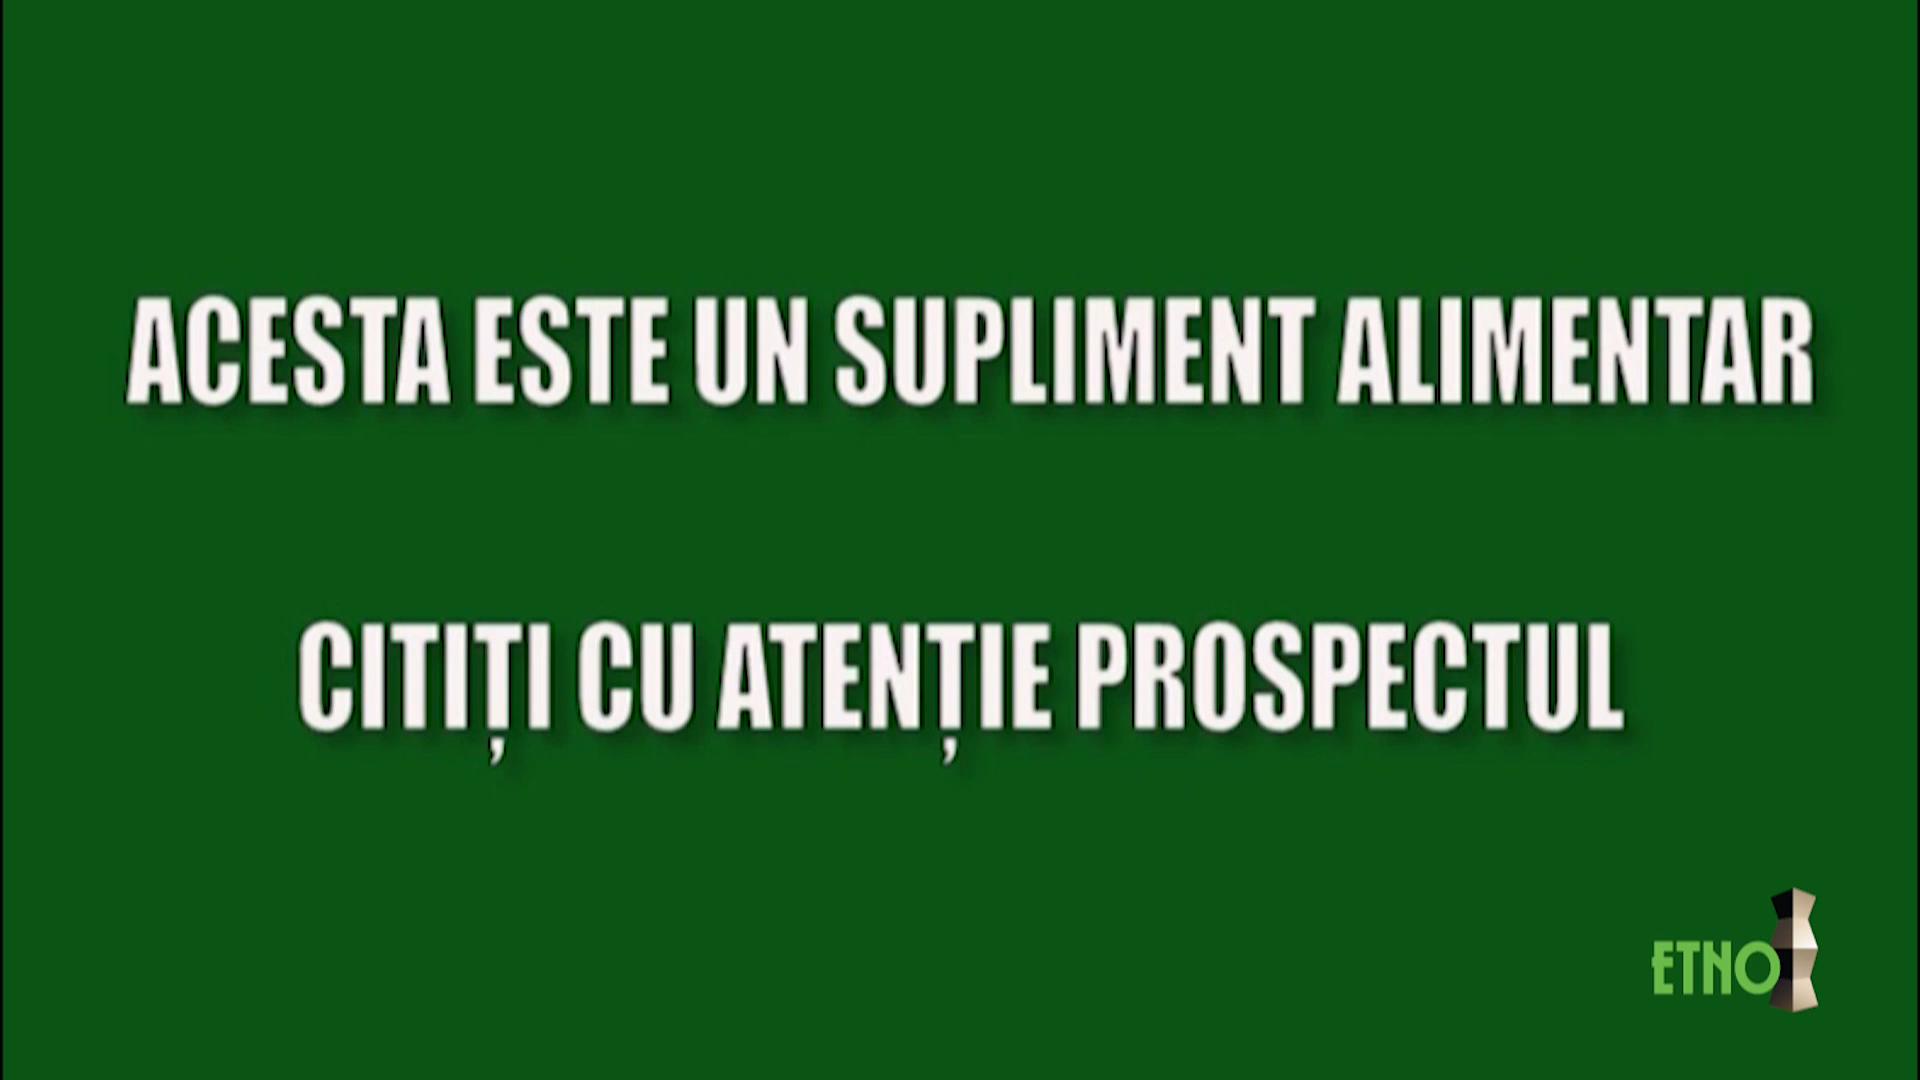 ACESTA ESTE UN SUPLIMENT ALIMENTAR
CITIȚI CU ATENȚIE PROSPECTUL
ETNO